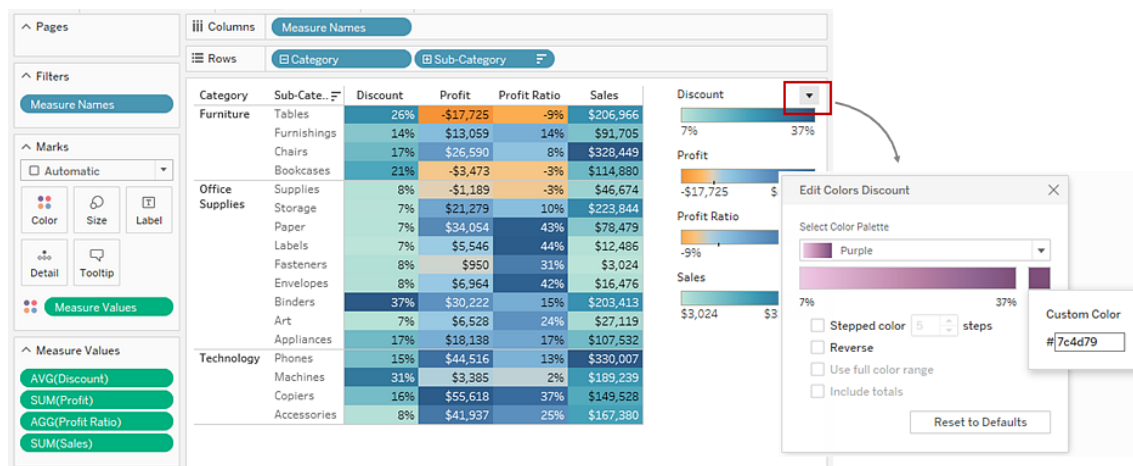 Pages
Filters
Measure Names
Marks
Automatic
Color Size Label
Detail Tooltip
Measure Values
Measure Values
AVG(Discount)
SUM(Profit)
AGG(Profit Ratio)
SUM(Sales)
Columns Measure Names
Rows Category Sub-Category
Category Sub-Cate.. Discount Profit Profit Ratio Sales
Furniture Tables 26% -$17,725 -9% $206,966
Furnishings 14% $13,059 14% $91,705
Chairs 17% $26,590 8% $328,449
Bookcases 21% -$3,473 -3% $114,880
Office Supplies 8% -$1,189 -3% $46,674
Supplies Storage 7% $21,279 10% $223,844
Paper 7% $34,054 43% $78,479
Labels 7% $5,546 44% $12,486
Fasteners 8% $950 31% $3,024
Envelopes 8% $6,964 42% $16,476
Binders 37% $30,222 15% $203,413
Art 7% $6,528 24% $27,119
Appliances 17% $18,138 17% $107,532
Technology Phones 15% $44,516 13% $330,007
Machines 31% $3,385 2% $189,239
Copiers 16% $55,618 37% $149,528
Accessories 8% $41,937 25% $167,380
Discount
7% 37%
Profit
-$17,725 $
Profit Ratio
-9%
Sales
$3,024 $3
Edit Colors Discount
Select Color Palette
Purple
7% 37%
Stepped color 5 steps
Reverse
Use full color range
Include totals
Reset to Defaults
Custom Color
# 7c4d79